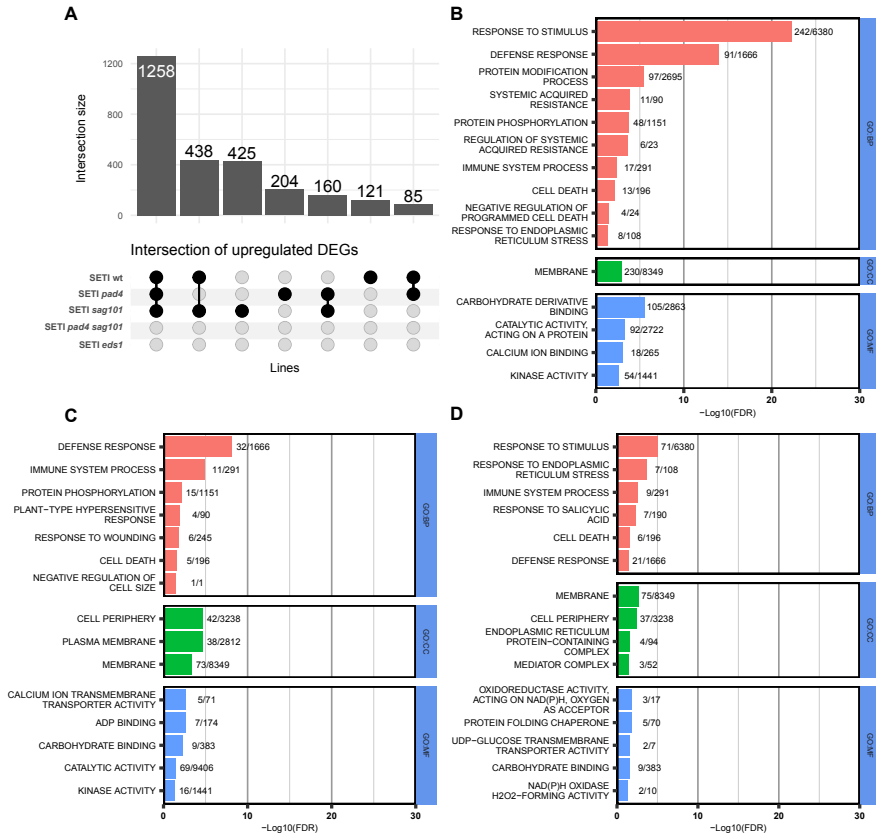 A
Intersection size
1200
800
400
0
1258
438
425
204
160
121
85
Intersection of upregulated DEGs
SETI wt
SETI pad4
SETI sag101
SETI pad4 sag101
SETI eds1
Lines
B
RESPONSE TO STIMULUS
242/6380
DEFENSE RESPONSE
91/1666
PROTEIN MODIFICATION
PROCESS
97/2695
SYSTEMIC ACQUIRED
RESISTANCE
11/90
PROTEIN PHOSPHORYLATION
48/1151
REGULATION OF SYSTEMIC
ACQUIRED RESISTANCE
6/23
IMMUNE SYSTEM PROCESS
17/291
CELL DEATH
13/196
NEGATIVE REGULATION OF
PROGRAMMED CELL DEATH
4/24
RESPONSE TO ENDOPLASMIC
RETICULUM STRESS
8/108
GO:BP
MEMBRANE
230/8349
GO:CC
CARBOHYDRATE DERIVATIVE
BINDING
105/2863
CATALYTIC ACTIVITY,
ACTING ON A PROTEIN
92/2722
CALCIUM ION BINDING
18/265
KINASE ACTIVITY
54/1441
GO:MF
0
10
20
30
−Log10(FDR)
C
DEFENSE RESPONSE
32/1666
IMMUNE SYSTEM PROCESS
11/291
PROTEIN PHOSPHORYLATION
15/1151
PLANT−TYPE HYPERSENSITIVE
RESPONSE
4/90
RESPONSE TO WOUNDING
6/245
CELL DEATH
5/196
NEGATIVE REGULATION OF
CELL SIZE
1/1
GO:BP
CELL PERIPHERY
42/3238
PLASMA MEMBRANE
38/2812
MEMBRANE
73/8349
GO:CC
CALCIUM ION TRANSMEMBRANE
TRANSPORTER ACTIVITY
5/71
ADP BINDING
7/174
CARBOHYDRATE BINDING
9/383
CATALYTIC ACTIVITY
69/9406
KINASE ACTIVITY
16/1441
GO:MF
0
10
20
30
−Log10(FDR)
D
RESPONSE TO STIMULUS
71/6380
RESPONSE TO ENDOPLASMIC
RETICULUM STRESS
7/108
IMMUNE SYSTEM PROCESS
9/291
RESPONSE TO SALICYLIC
ACID
7/190
CELL DEATH
6/196
DEFENSE RESPONSE
21/1666
GO:BP
MEMBRANE
75/8349
CELL PERIPHERY
37/3238
ENDOPLASMIC RETICULUM
PROTEIN−CONTAINING
COMPLEX
4/94
MEDIATOR COMPLEX
3/52
GO:CC
OXIDOREDUCTASE ACTIVITY,
ACTING ON NAD(P)H, OXYGEN
AS ACCEPTOR
3/17
PROTEIN FOLDING CHAPERONE
5/70
UDP−GLUCOSE TRANSMEMBRANE
TRANSPORTER ACTIVITY
2/7
CARBOHYDRATE BINDING
9/383
NAD(P)H OXIDASE
H2O2−FORMING ACTIVITY
2/10
GO:MF
0
10
20
30
−Log10(FDR)